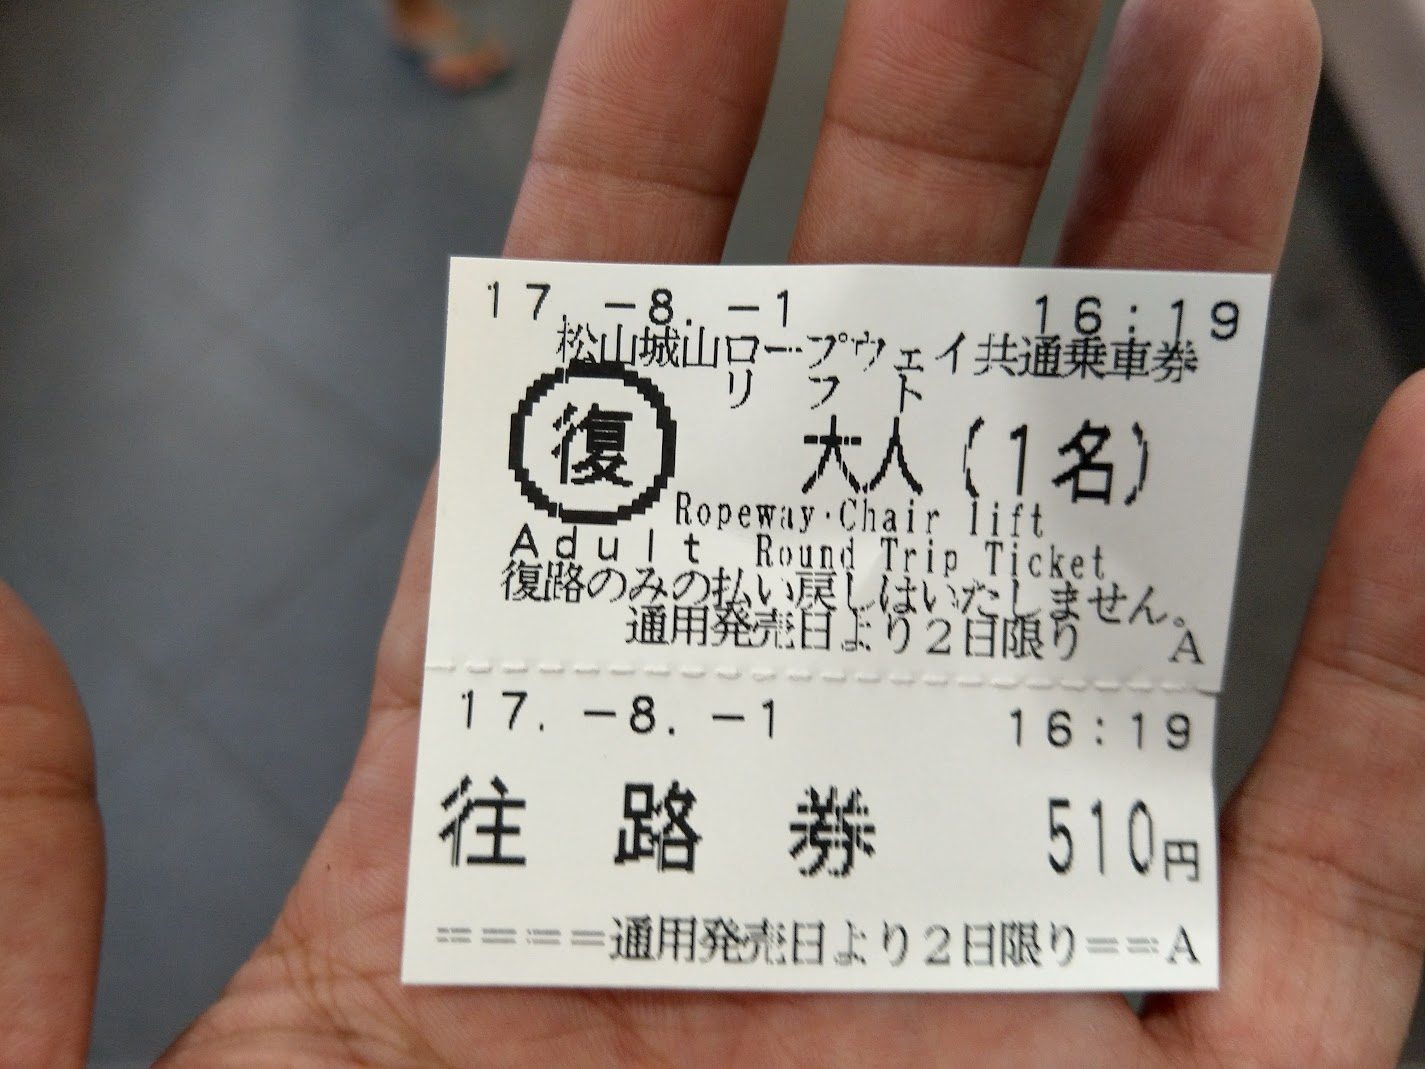 17. -8. -1 16:19
松山城山ロープウェイ共通乗車券
リフト
復 大人(1名)
Ropeway・Chair lift
Adult Round Trip Ticket
復路のみの払い戻しはいたしません。
通用発売日より2日限り A
17. -8. -1 16:19
往路券 510円
====通用発売日より2日限り==A